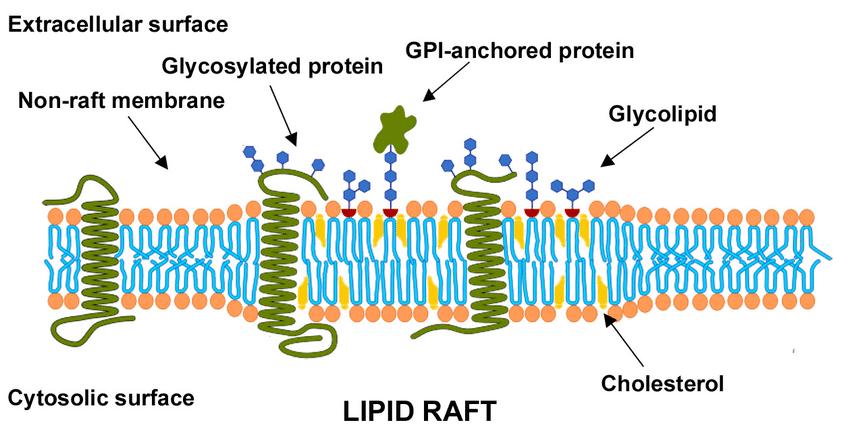 Extracellular surface
GPI-anchored protein
Glycosylated protein
Non-raft membrane
Glycolipid
Cholesterol
Cytosolic surface
LIPID RAFT